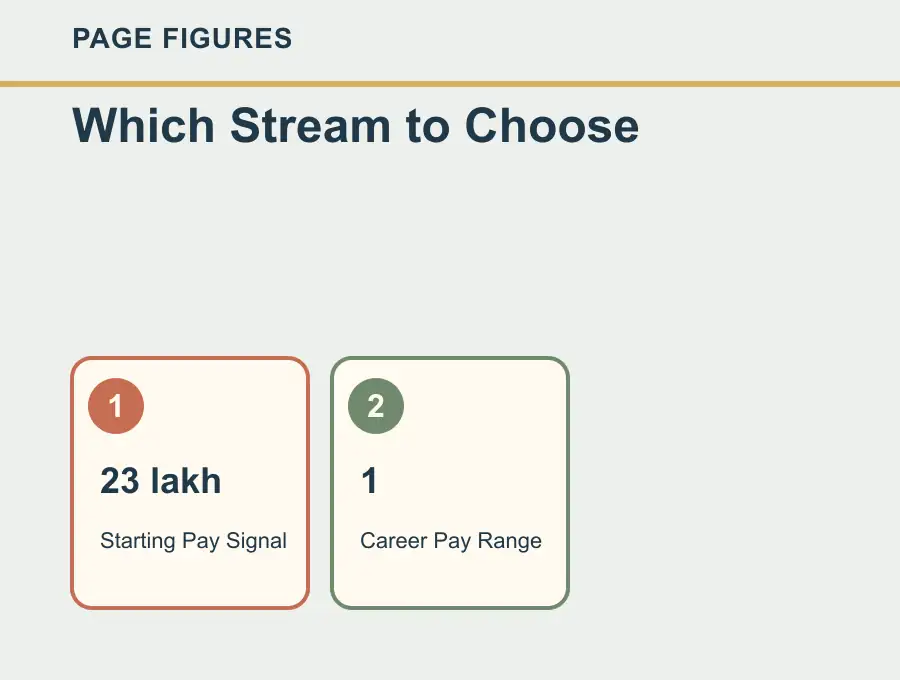 PAGE FIGURES
Which Stream to Choose
1
2
23 lakh
1
Starting Pay Signal
Career Pay Range